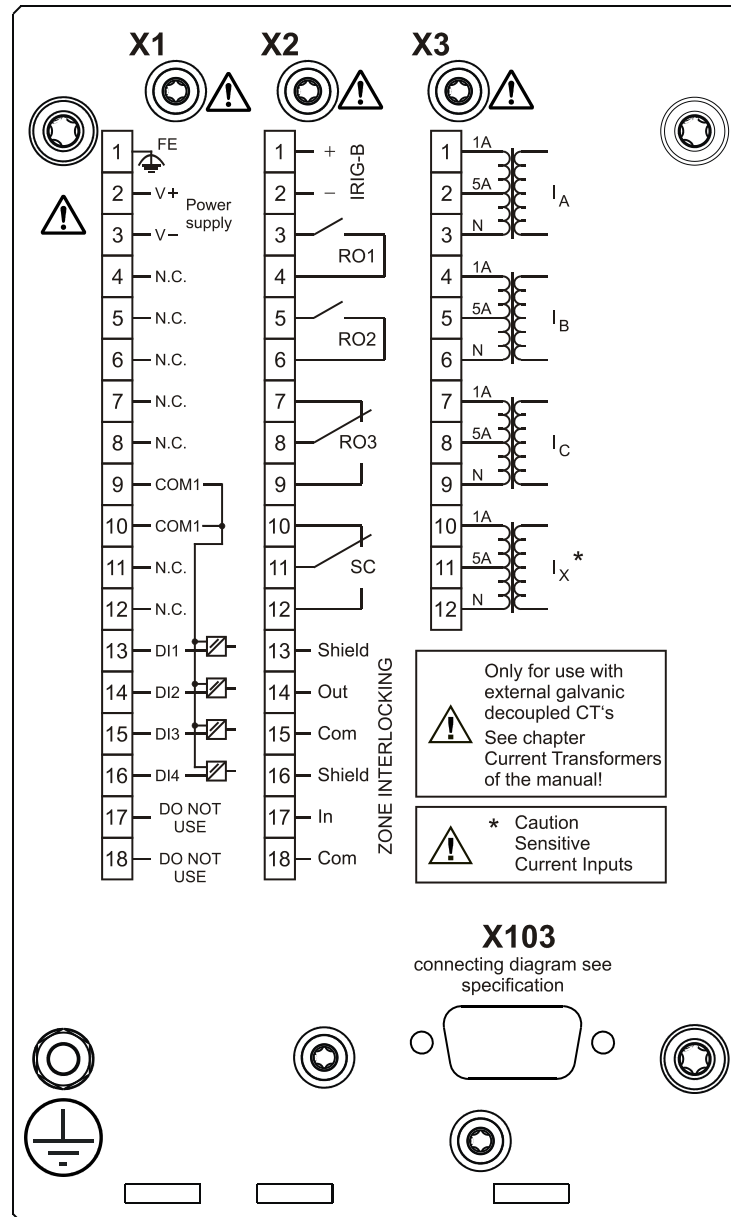 X1 X2 X3
1 FE
2 V+
Power
supply
3 V−
4 N.C.
5 N.C.
6 N.C.
7 N.C.
8 N.C.
9 COM1
10 COM1
11 N.C.
12 N.C.
13 DI1
14 DI2
15 DI3
16 DI4
17 DO NOT
USE
18 DO NOT
USE
1 +
2 −
IRIG-B
3
RO1
4
5
RO2
6
7
8 RO3
9
10
11 SC
12
13 Shield
14 Out
15 Com
16 Shield
17 In
18 Com
ZONE INTERLOCKING
1 1A
2 5A IA
3 N
4 1A
5 5A IB
6 N
7 1A
8 5A IC
9 N
10 1A
11 5A IX *
12 N
Only for use with
external galvanic
decoupled CT‘s
See chapter
Current Transformers
of the manual!
* Caution
Sensitive
Current Inputs
X103
connecting diagram see
specification